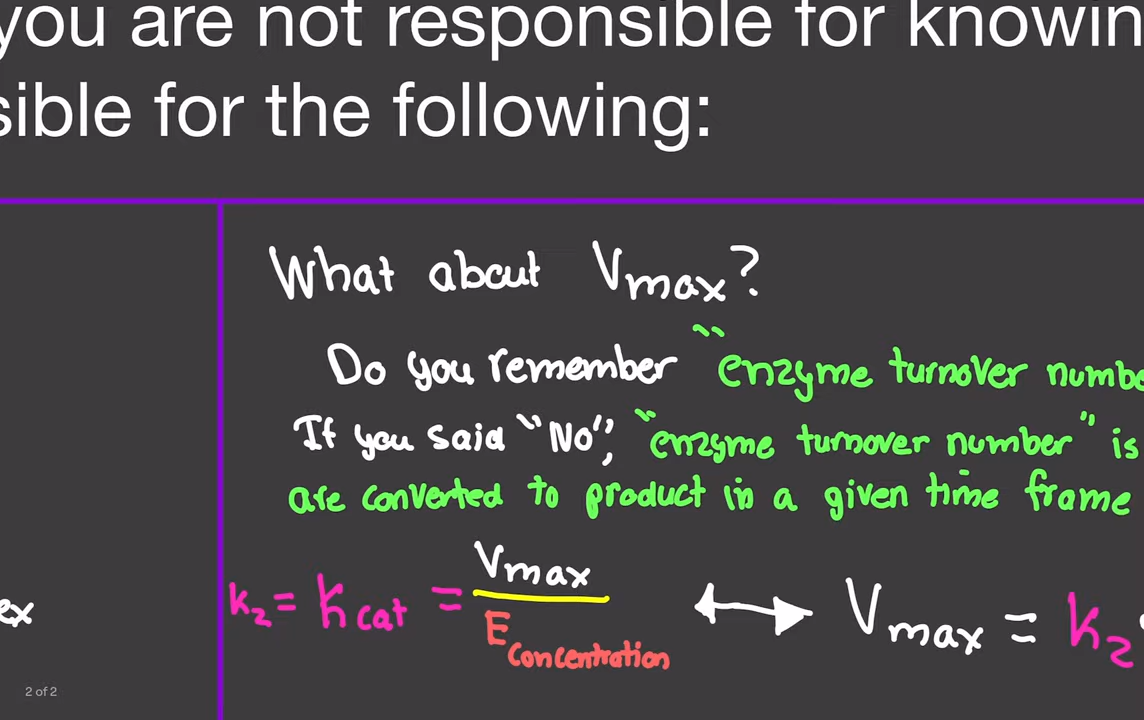 you are not responsible for knowin
sible for the following:
What about Vmax?
Do you remember "enzyme turnover numbe
If you said "No", "enzyme turnover number" is
are converted to product in a given time frame
k2 = kcat = Vmax / E concentration ↔ Vmax = k2
ex
2 of 2